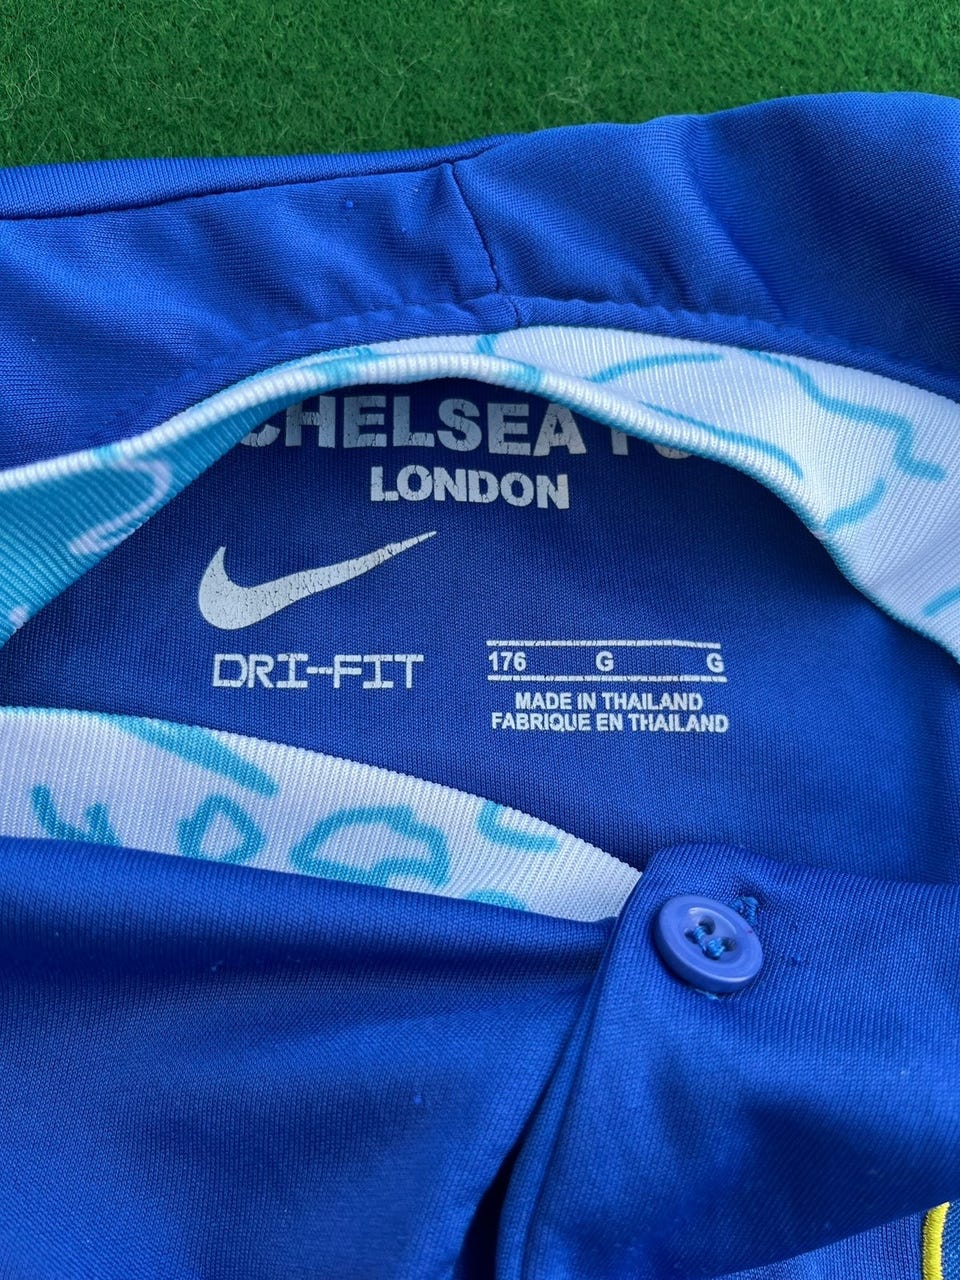 CHELSEA
LONDON
DRI-FIT
176 G G
MADE IN THAILAND
FABRIQUE EN THAILAND